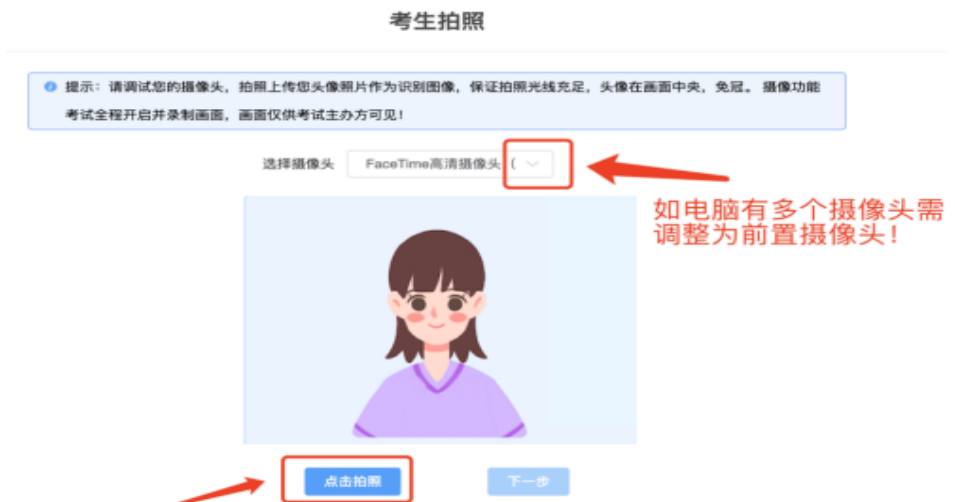 考生拍照
提示：请调试您的摄像头，拍照上传您头像照片作为识别图像，保证拍照光线充足，头像在画面中央，免冠。 摄像功能
考试全程开启并录制画面，画面仅供考试主办方可见！
选择摄像头 FaceTime高清摄像头 (
如电脑有多个摄像头需
调整为前置摄像头！
点击拍照 下一步